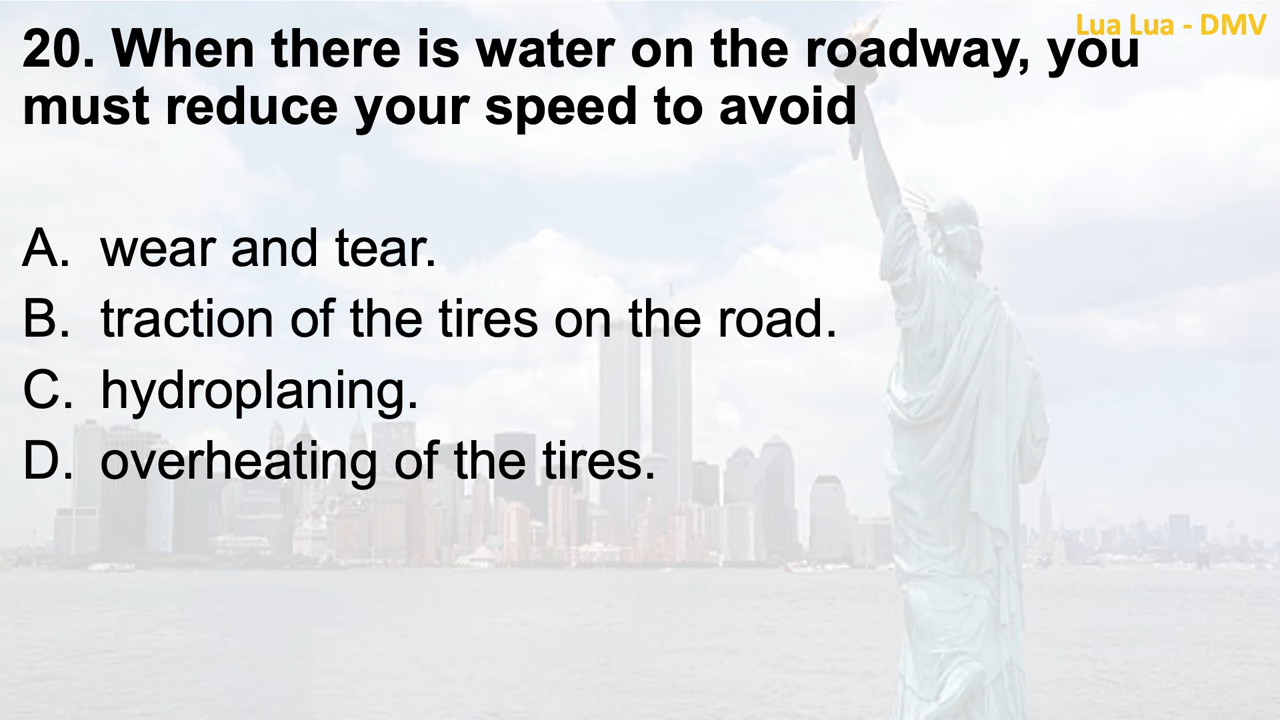 Lua Lua - DMV
20. When there is water on the roadway, you
must reduce your speed to avoid
A. wear and tear.
B. traction of the tires on the road.
C. hydroplaning.
D. overheating of the tires.